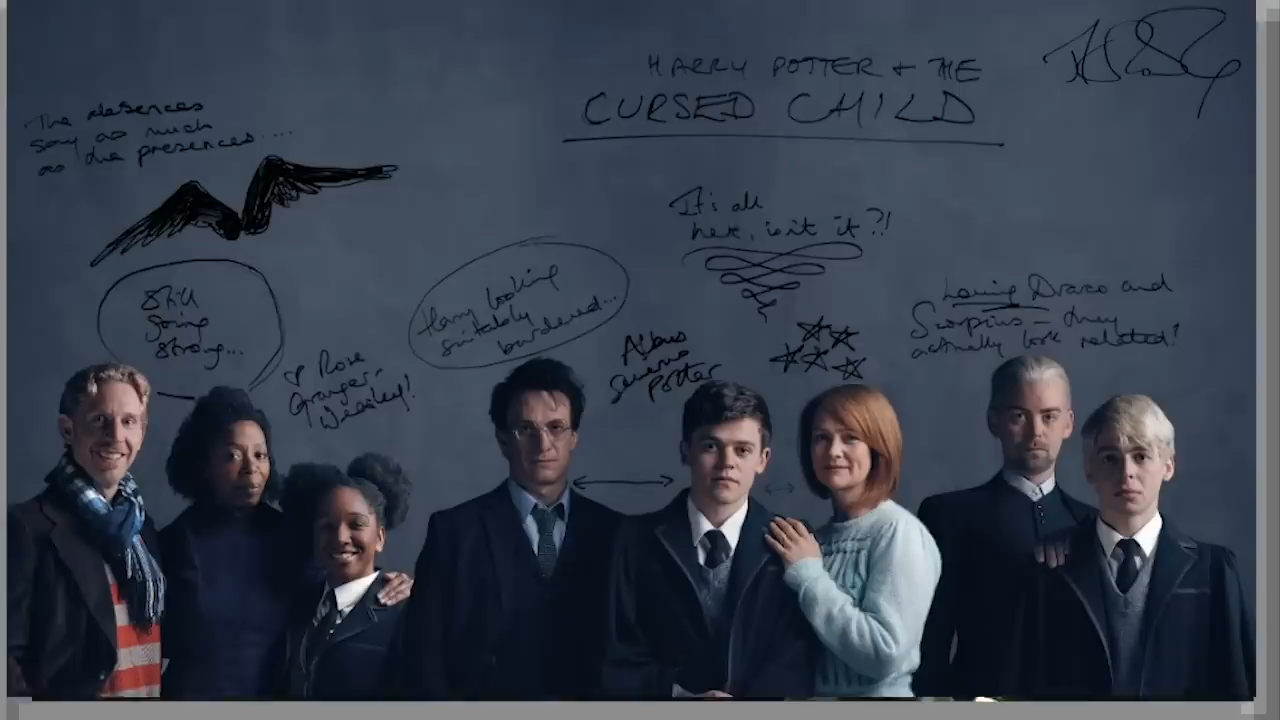 HARRY POTTER + THE
CURSED CHILD
The absences
say as much
as the presences....
It's all
here, isn't it?!
Still
going
strong...
♡ Rose
Granger-
Weasley!
Harry looking
suitably
burdened...
Albus
Severus
Potter
Loving Draco and
Scorpius – they
actually look related!